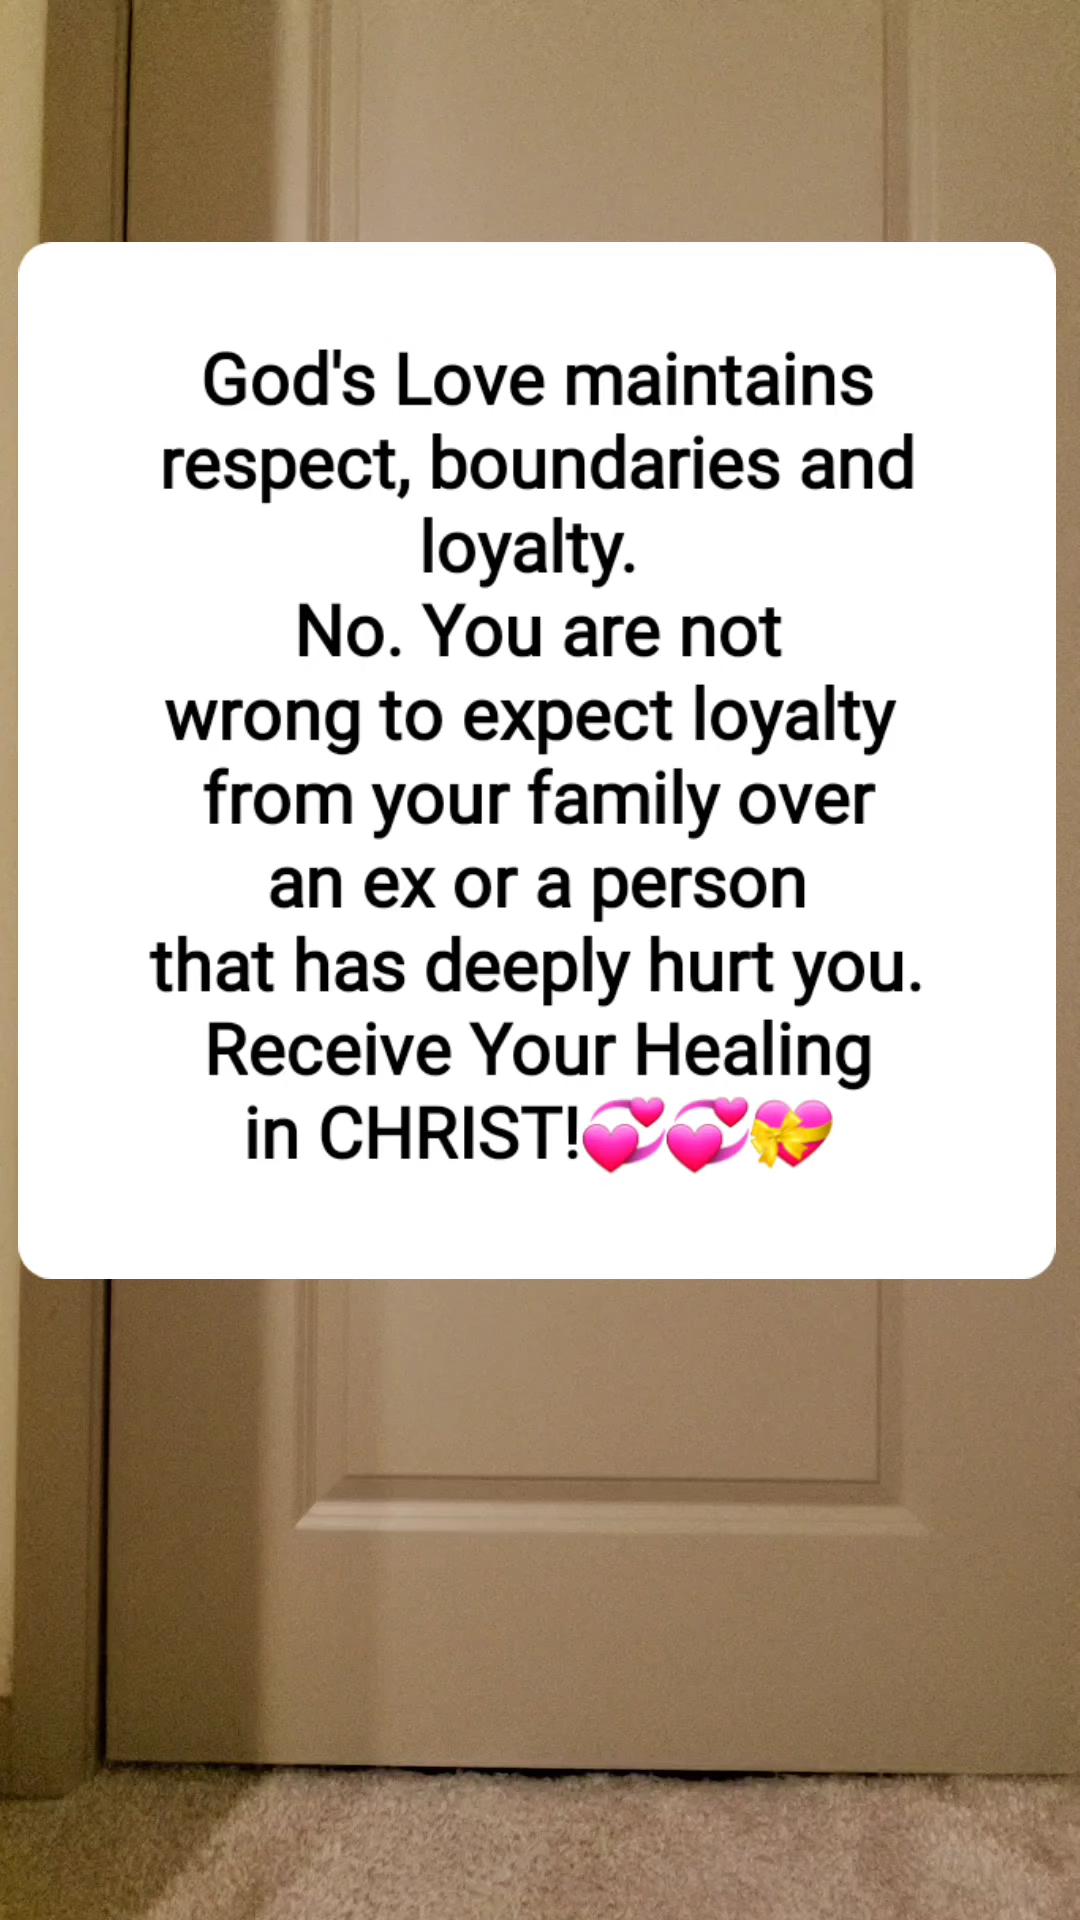 God's Love maintains
respect, boundaries and
loyalty.
No. You are not
wrong to expect loyalty
from your family over
an ex or a person
that has deeply hurt you.
Receive Your Healing
in CHRIST!💞💞💝